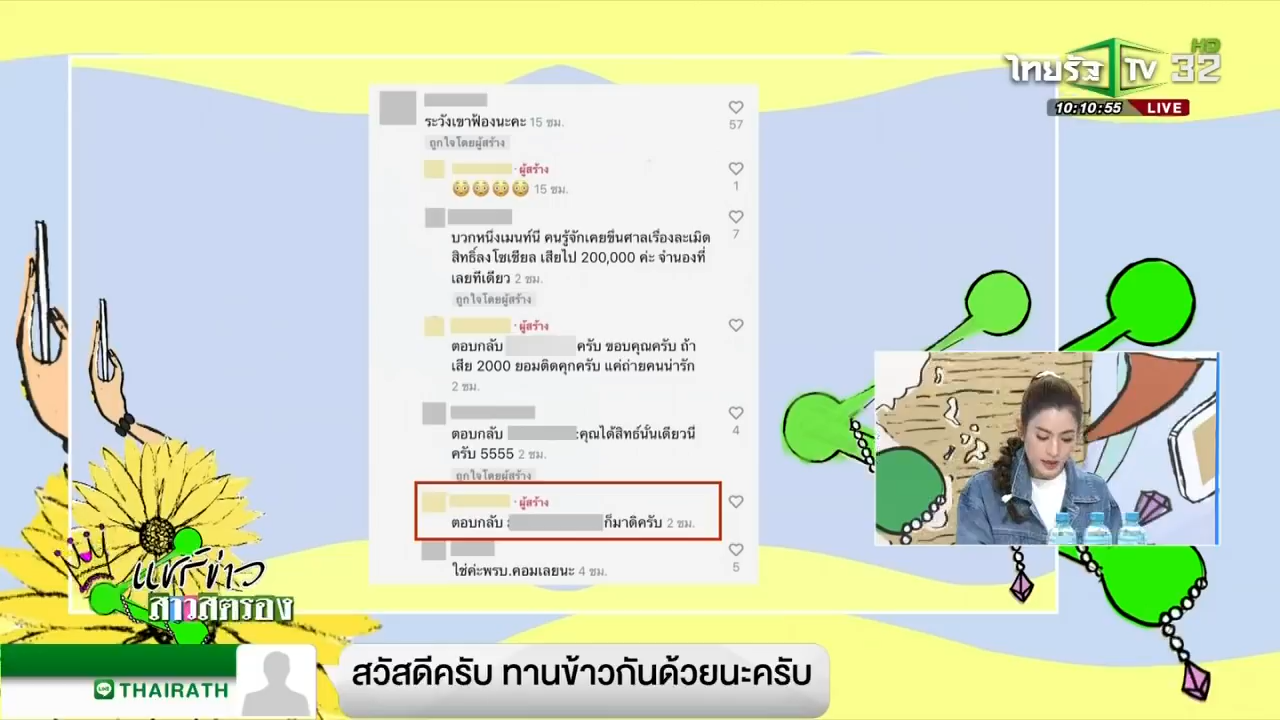 ไทยรัฐ TV 32 HD
10:10:55 LIVE
ระวังเขาฟ้องนะคะ 15 ชม.
57
ถูกใจโดยผู้สร้าง
· ผู้สร้าง
😳😳😳😳 15 ชม.
1
บวกหนึ่งเมนท์นี้ คนรู้จักเคยขึ้นศาลเรื่องละเมิด
7
สิทธิ์ลงโซเชียล เสียไป 200,000 ค่ะ จำนองที่
เลยทีเดียว 2 ชม.
ถูกใจโดยผู้สร้าง
· ผู้สร้าง
ตอบกลับ ครับ ขอบคุณครับ ถ้า
เสีย 2000 ยอมติดคุกครับ แค่ถ่ายคนน่ารัก
2 ชม.
ตอบกลับ :คุณได้สิทธ์นั้นเดียวนี้
4
ครับ 5555 2 ชม.
ถูกใจโดยผู้สร้าง
· ผู้สร้าง
ตอบกลับ ก็มาดิครับ 2 ชม.
ใช่ค่ะพรบ.คอมเลยนะ 4 ชม.
5
แชร์ข่าว
สาวสตรอง
LINE THAIRATH
สวัสดีครับ ทานข้าวกันด้วยนะครับ